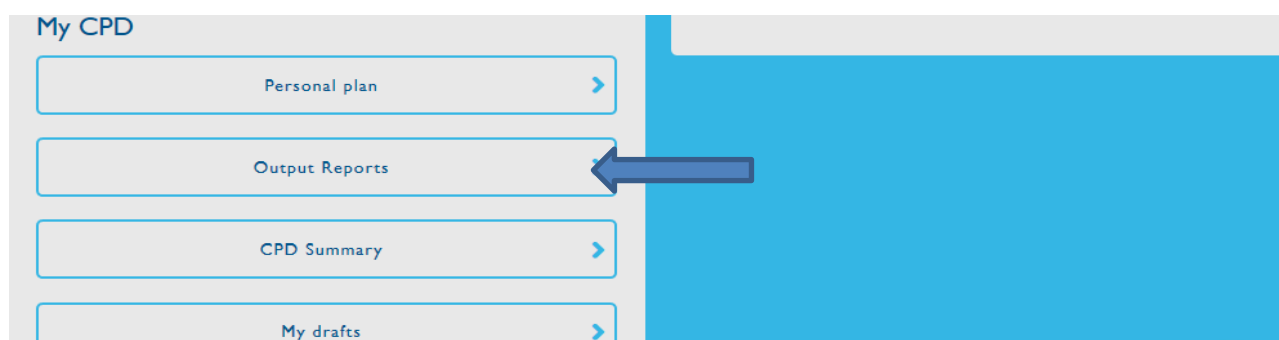 My CPD
Personal plan
Output Reports
CPD Summary
My drafts